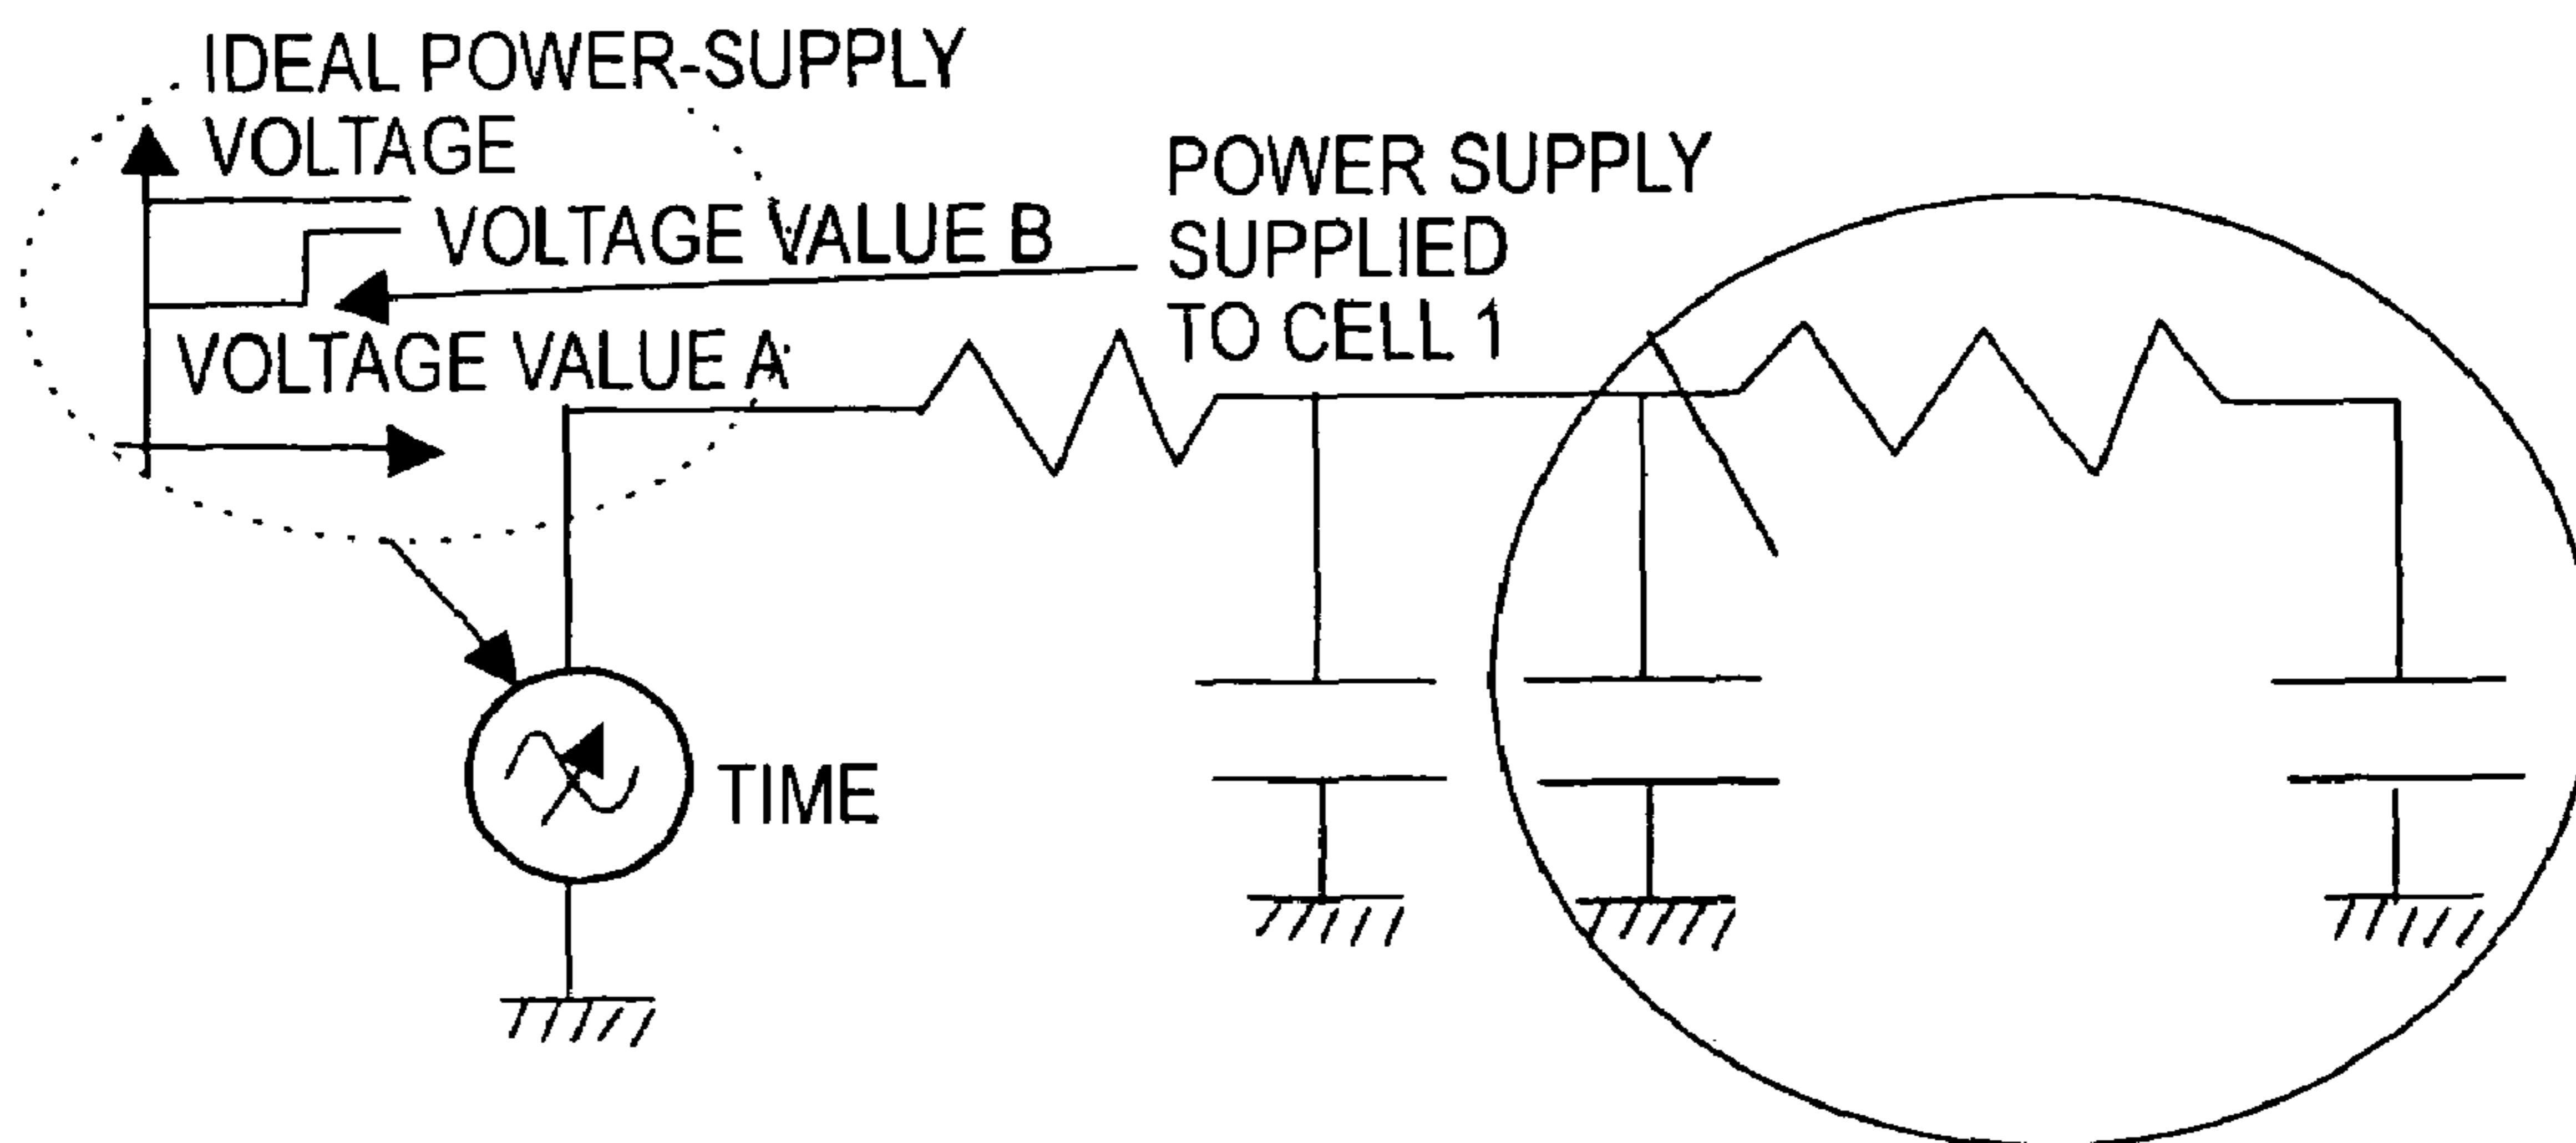 IDEAL POWER-SUPPLY
VOLTAGE
VOLTAGE VALUE B
VOLTAGE VALUE A
POWER SUPPLY
SUPPLIED
TO CELL 1
TIME